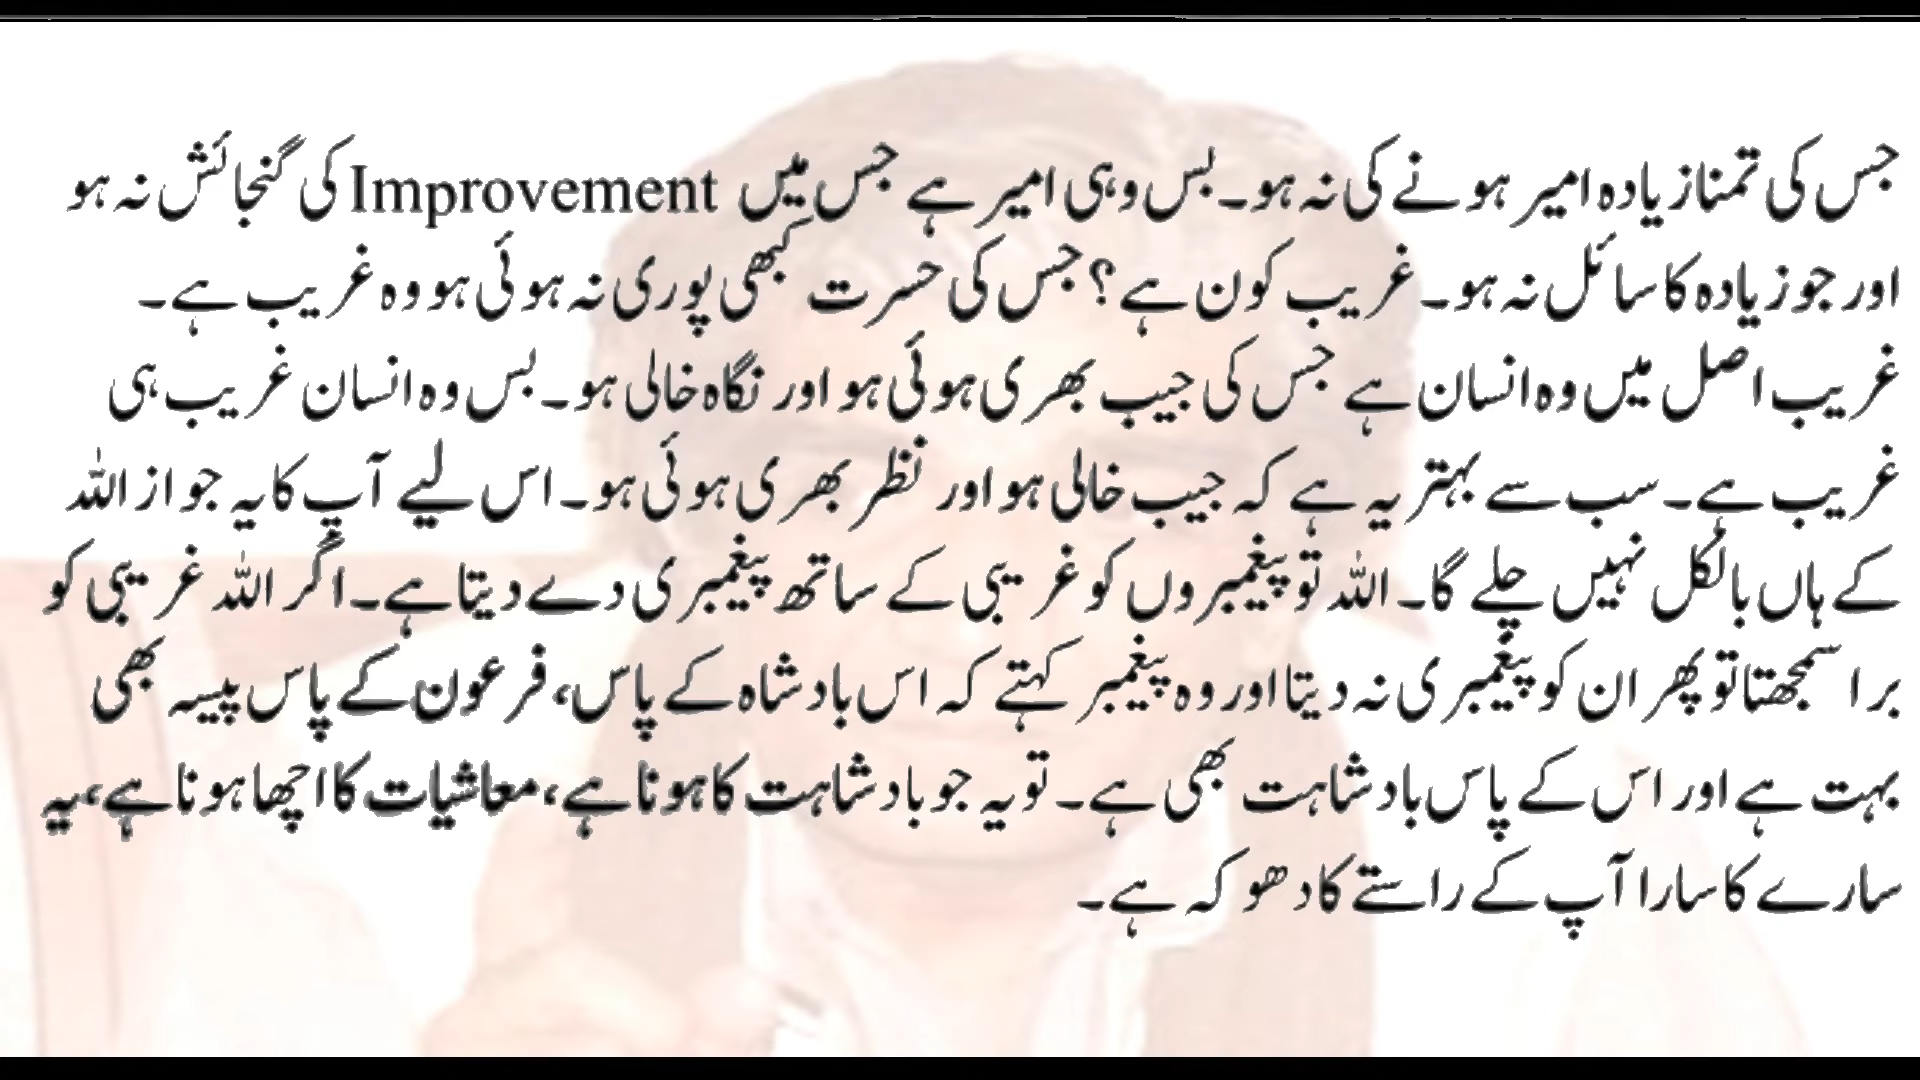 جس کی تمنا زیادہ امیر ہونے کی نہ ہو۔ بس وہی امیر ہے جس میں Improvement کی گنجائش نہ ہو
اور جو زیادہ کا سائل نہ ہو۔ غریب کون ہے؟ جس کی حسرت کبھی پوری نہ ہوئی ہو وہ غریب ہے۔
غریب اصل میں وہ انسان ہے جس کی جیب بھری ہوئی ہو اور نگاہ خالی ہو۔ بس وہ انسان غریب ہی
غریب ہے۔ سب سے بہتر یہ ہے کہ جیب خالی ہو اور نظر بھری ہوئی ہو۔ اس لیے آپ کا یہ جواز اللہ
کے ہاں بالکل نہیں چلے گا۔ اللہ تو پیغمبروں کو غریبی کے ساتھ پیغمبری دے دیتا ہے۔ اگر اللہ غریبی کو
برا سمجھتا تو پھر ان کو پیغمبری نہ دیتا اور وہ پیغمبر کہتے کہ اس بادشاہ کے پاس، فرعون کے پاس پیسہ بھی
بہت ہے اور اس کے پاس بادشاہت بھی ہے۔ تو یہ جو بادشاہت کا ہونا ہے، معاشیات کا اچھا ہونا ہے، یہ
سارے کا سارا آپ کے راستے کا دھوکہ ہے۔